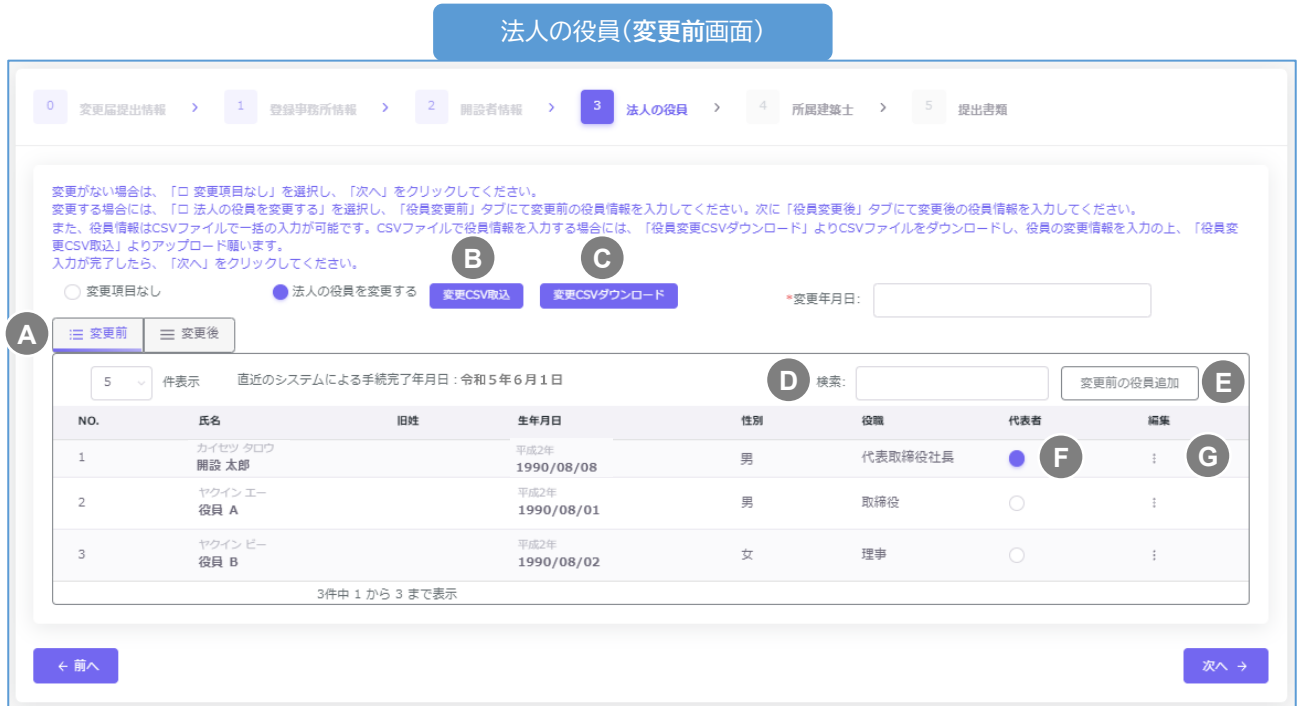 法人の役員(変更前画面)
0 変更届提出情報 > 1 登録事務所情報 > 2 開設者情報 > 3 法人の役員 > 4 所属建築士 > 5 提出書類
変更がない場合は、「□ 変更項目なし」を選択し、「次へ」をクリックしてください。
変更する場合には、「□ 法人の役員を変更する」を選択し、「役員変更前」タブにて変更前の役員情報を入力してください。次に「役員変更後」タブにて変更後の役員情報を入力してください。
また、役員情報はCSVファイルで一括の入力が可能です。CSVファイルで役員情報を入力する場合には、「役員変更CSVダウンロード」よりCSVファイルをダウンロードし、役員の変更情報を入力の上、「役員変
更CSV取込」よりアップロード願います。
入力が完了したら、「次へ」をクリックしてください。
B C
変更項目なし 法人の役員を変更する 変更CSV取込 変更CSVダウンロード *変更年月日:
A 変更前 変更後
5 件表示 直近のシステムによる手続完了年月日:令和5年6月1日 D 検索: 変更前の役員追加 E
NO. 氏名 旧姓 生年月日 性別 役職 代表者 編集
カイセツ タロウ 平成2年
1 開設 太郎 1990/08/08 男 代表取締役社長 F G
ヤクイン エー 平成2年
2 役員 A 1990/08/01 男 取締役
ヤクイン ビー 平成2年
3 役員 B 1990/08/02 女 理事
3件中 1 から 3 まで表示
← 前へ 次へ →